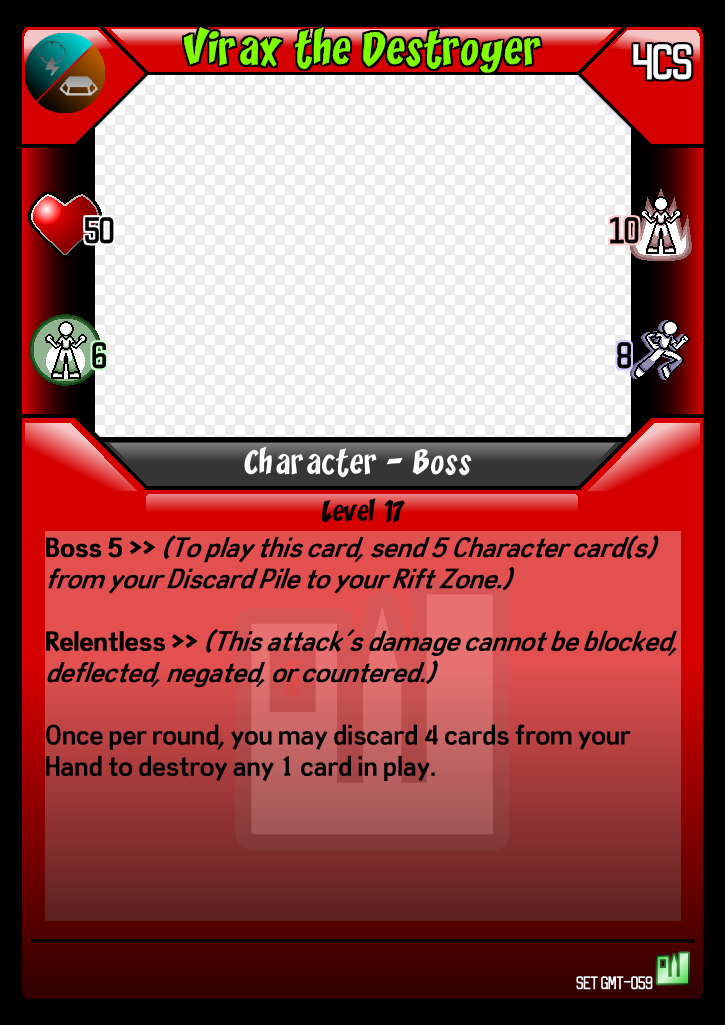 Virax the Destroyer
4CS
50
10
6
8
Character - Boss
Level 17
Boss 5 >> (To play this card, send 5 Character card(s)
from your Discard Pile to your Rift Zone.)
Relentless >> (This attack's damage cannot be blocked,
deflected, negated, or countered.)
Once per round, you may discard 4 cards from your
Hand to destroy any 1 card in play.
SET GMT-059